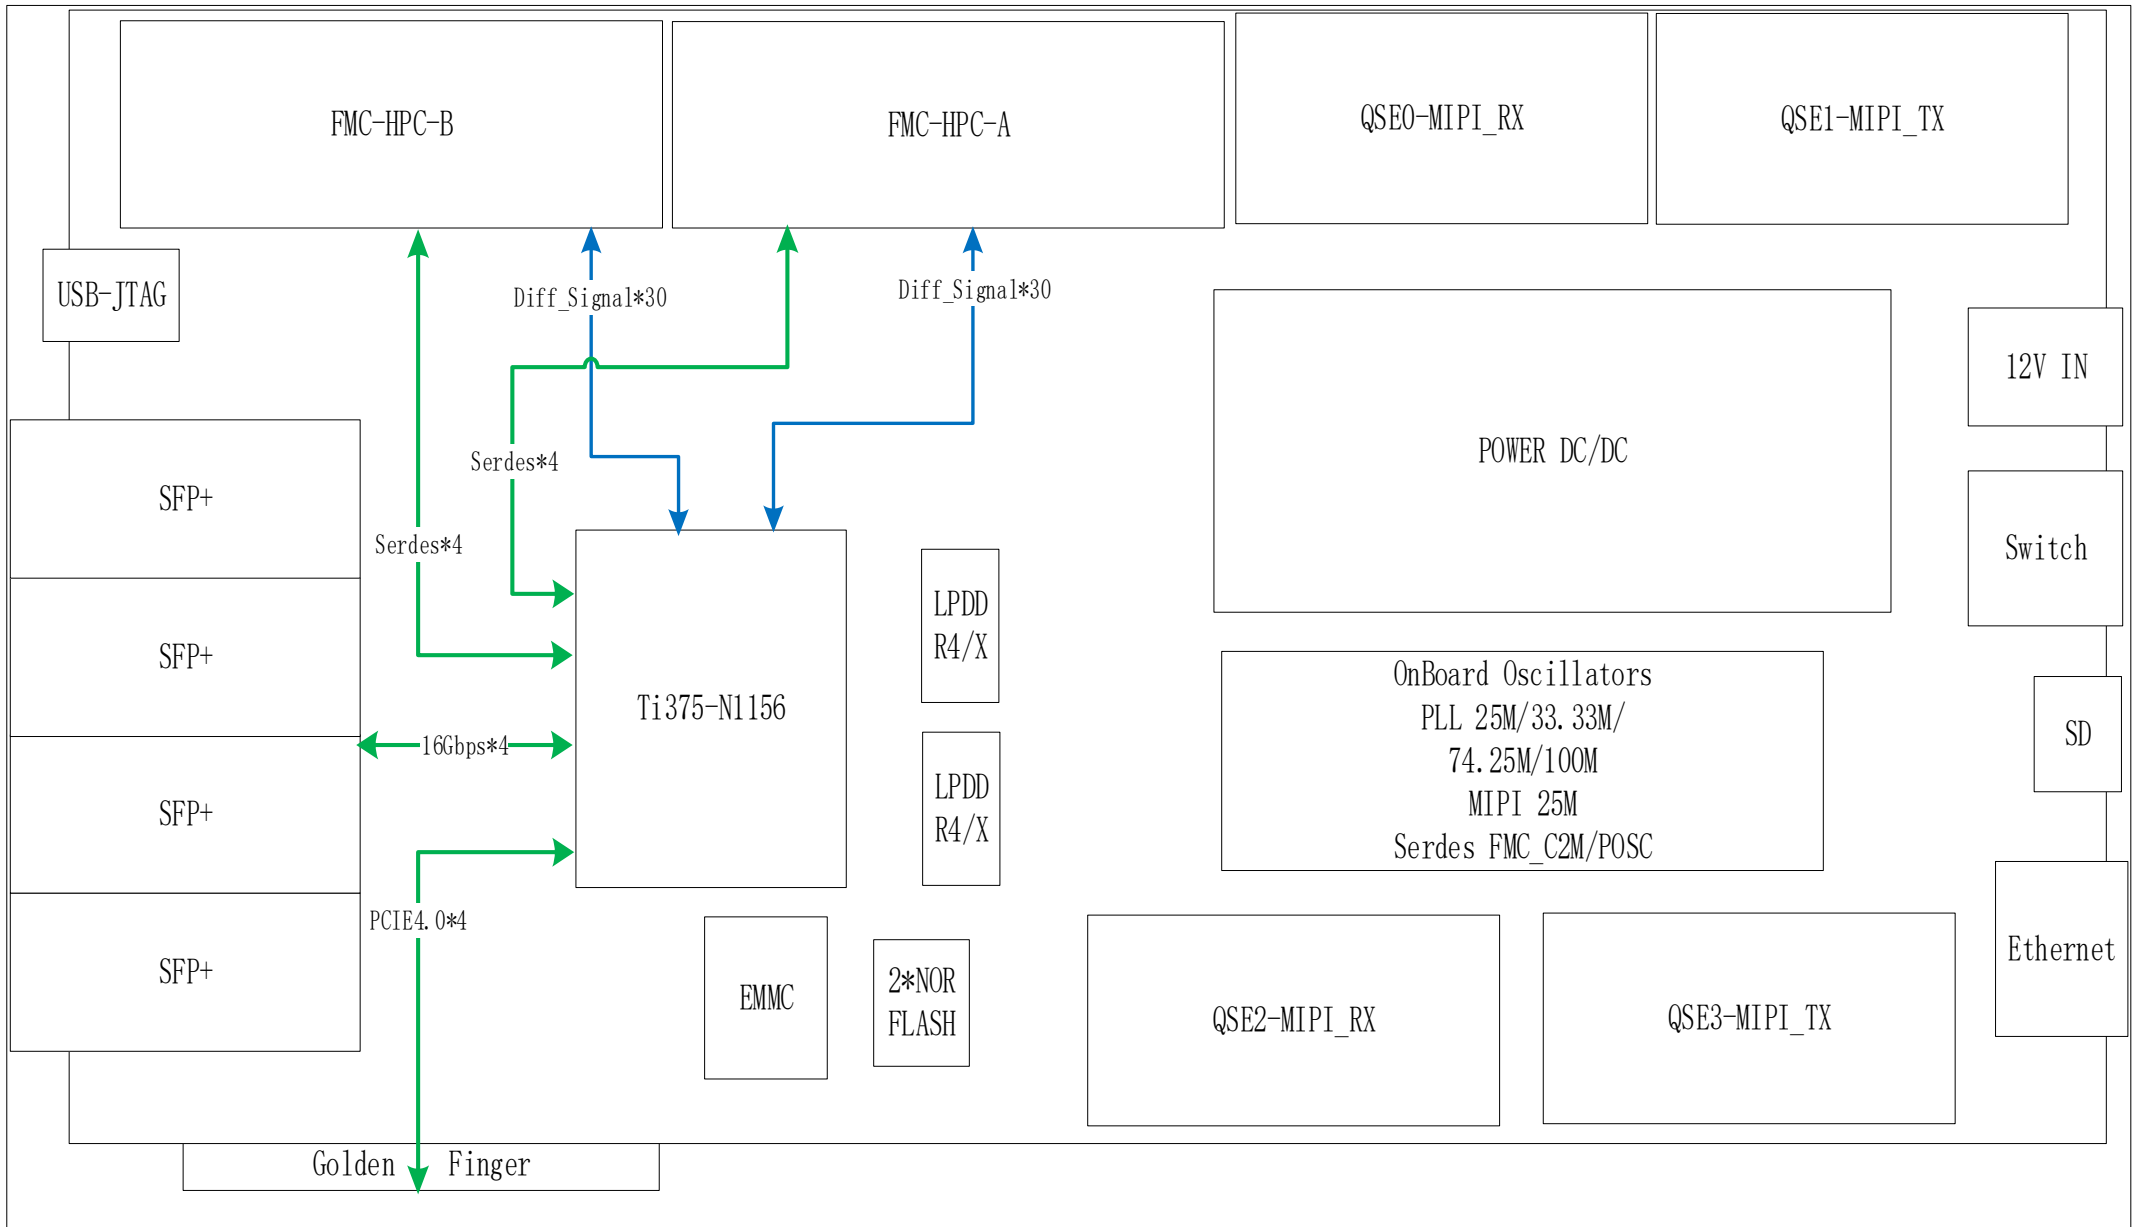 FMC-HPC-B
FMC-HPC-A
QSE0-MIPI_RX
QSE1-MIPI_TX
USB-JTAG
Diff_Signal*30
Diff_Signal*30
12V IN
POWER DC/DC
Serdes*4
SFP+
Serdes*4
Switch
LPDD
R4/X
SFP+
Ti375-N1156
OnBoard Oscillators
PLL 25M/33.33M/
74.25M/100M
MIPI 25M
Serdes FMC_C2M/POSC
SD
16Gbps*4
LPDD
R4/X
SFP+
PCIE4.0*4
SFP+
EMMC
2*NOR
FLASH
QSE2-MIPI_RX
QSE3-MIPI_TX
Ethernet
Golden Finger